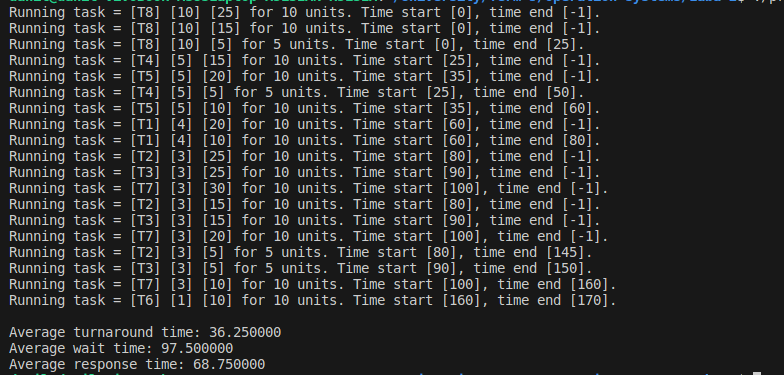 Running task = [T8] [10] [25] for 10 units. Time start [0], time end [-1].
Running task = [T8] [10] [15] for 10 units. Time start [0], time end [-1].
Running task = [T8] [10] [5] for 5 units. Time start [0], time end [25].
Running task = [T4] [5] [15] for 10 units. Time start [25], time end [-1].
Running task = [T5] [5] [20] for 10 units. Time start [35], time end [-1].
Running task = [T4] [5] [5] for 5 units. Time start [25], time end [50].
Running task = [T5] [5] [10] for 10 units. Time start [35], time end [60].
Running task = [T1] [4] [20] for 10 units. Time start [60], time end [-1].
Running task = [T1] [4] [10] for 10 units. Time start [60], time end [80].
Running task = [T2] [3] [25] for 10 units. Time start [80], time end [-1].
Running task = [T3] [3] [25] for 10 units. Time start [90], time end [-1].
Running task = [T7] [3] [30] for 10 units. Time start [100], time end [-1].
Running task = [T2] [3] [15] for 10 units. Time start [80], time end [-1].
Running task = [T3] [3] [15] for 10 units. Time start [90], time end [-1].
Running task = [T7] [3] [20] for 10 units. Time start [100], time end [-1].
Running task = [T2] [3] [5] for 5 units. Time start [80], time end [145].
Running task = [T3] [3] [5] for 5 units. Time start [90], time end [150].
Running task = [T7] [3] [10] for 10 units. Time start [100], time end [160].
Running task = [T6] [1] [10] for 10 units. Time start [160], time end [170].
Average turnaround time: 36.250000
Average wait time: 97.500000
Average response time: 68.750000